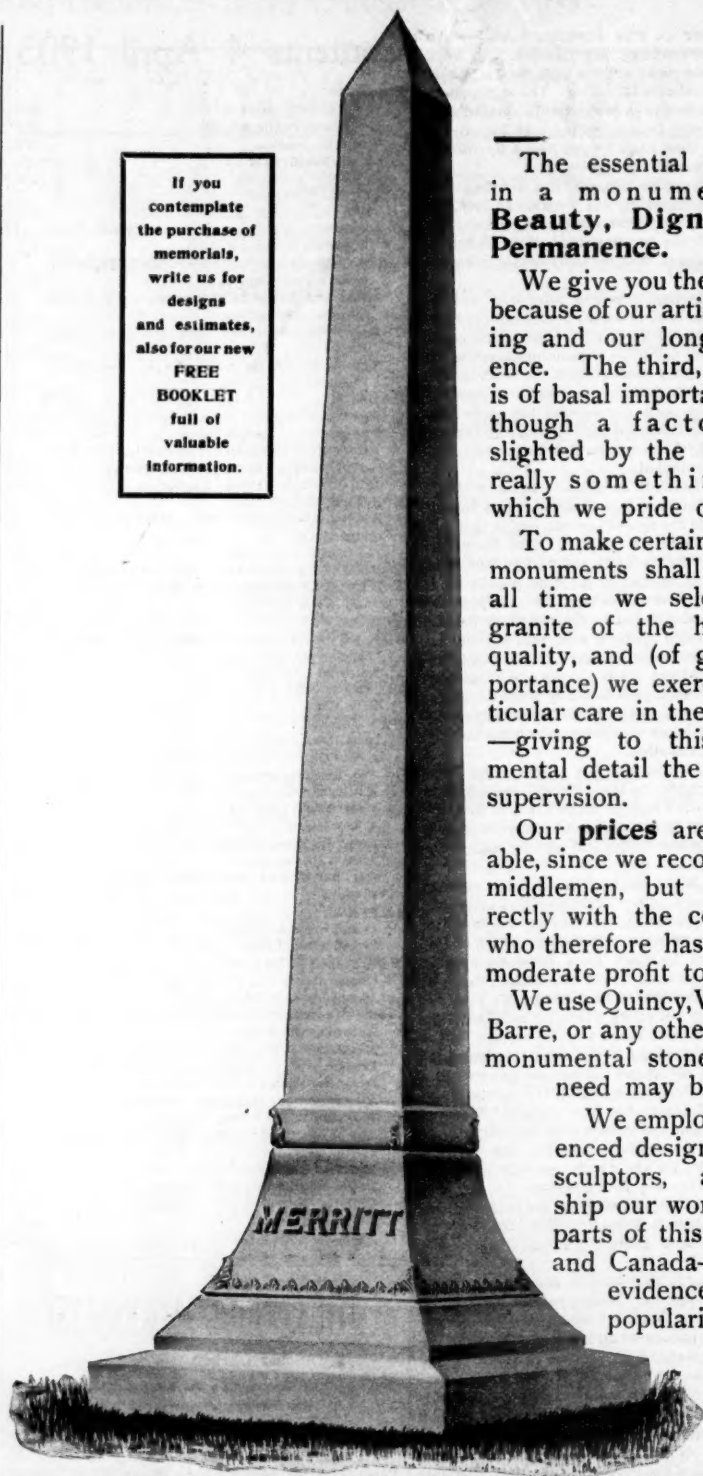 If you
contemplate
the purchase of
memorials,
write us for
designs
and estimates,
also for our new
FREE
BOOKLET
full of
valuable
information.
The essential
in a monume
Beauty, Dign
Permanence.
We give you the
because of our arti
ing and our long
ence. The third,
is of basal importa
though a facto
slighted by the
really somethi
which we pride o
To make certain
monuments shall
all time we sel
granite of the h
quality, and (of g
portance) we exer
ticular care in the
—giving to this
mental detail the
supervision.
Our prices are
able, since we reco
middlemen, but
rectly with the c
who therefore has
moderate profit to
We use Quincy, 
Barre, or any othe
monumental stone
need may b
We emplo
enced design
sculptors, a
ship our wor
parts of this
and Canada-
evidence
populari
MERRITT